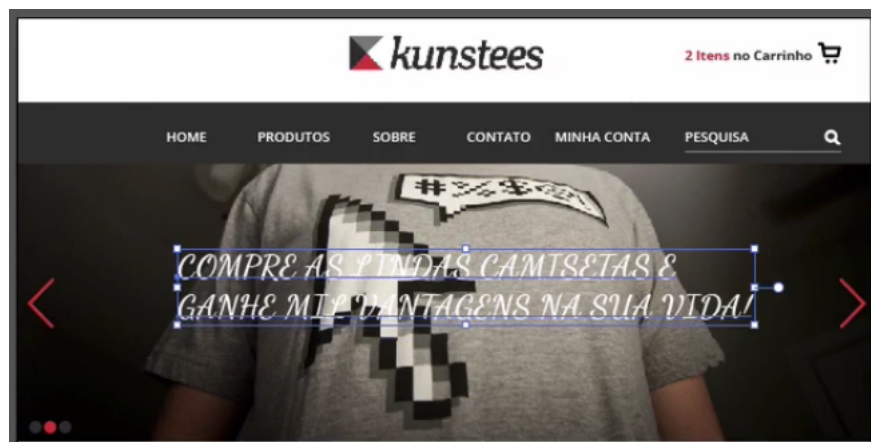 kunstees
2 Itens no Carrinho
HOME PRODUTOS SOBRE CONTATO MINHA CONTA PESQUISA
#%$@
COMPRE AS LINDAS CAMISETAS E
GANHE MIL VANTAGENS NA SUA VIDA!